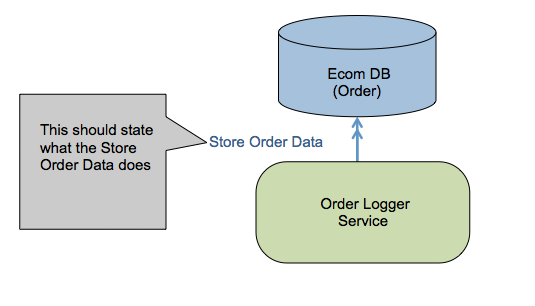 Ecom DB
(Order)
This should state
what the Store
Order Data does
Store Order Data
Order Logger
Service